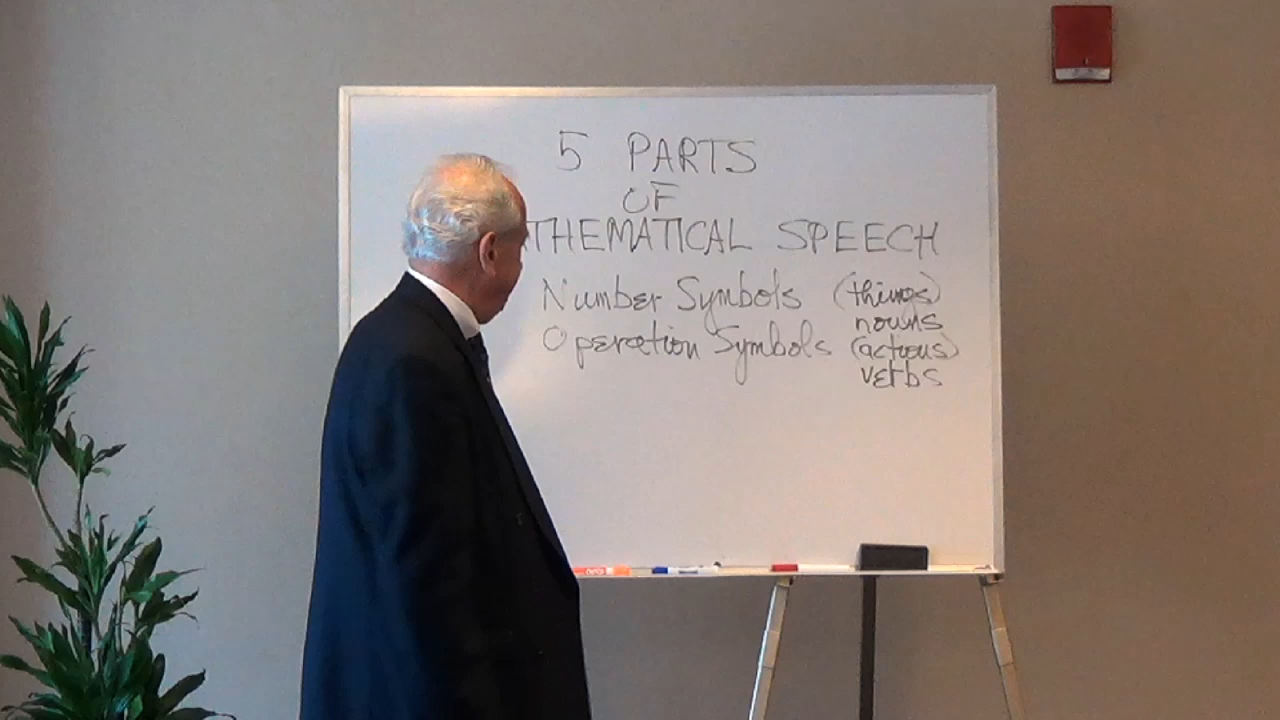 5 PARTS
OF
THEMATICAL SPEECH
Number Symbols (things)
nouns
Operation Symbols (actions)
verbs